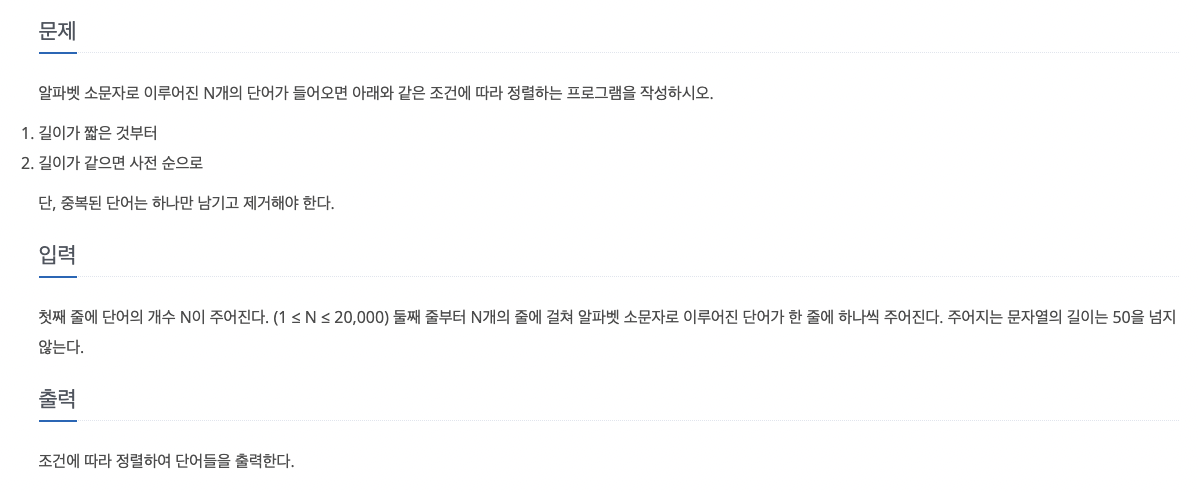 문제
알파벳 소문자로 이루어진 N개의 단어가 들어오면 아래와 같은 조건에 따라 정렬하는 프로그램을 작성하시오.
1. 길이가 짧은 것부터
2. 길이가 같으면 사전 순으로
단, 중복된 단어는 하나만 남기고 제거해야 한다.
입력
첫째 줄에 단어의 개수 N이 주어진다. (1 ≤ N ≤ 20,000) 둘째 줄부터 N개의 줄에 걸쳐 알파벳 소문자로 이루어진 단어가 한 줄에 하나씩 주어진다. 주어지는 문자열의 길이는 50을 넘지
않는다.
출력
조건에 따라 정렬하여 단어들을 출력한다.